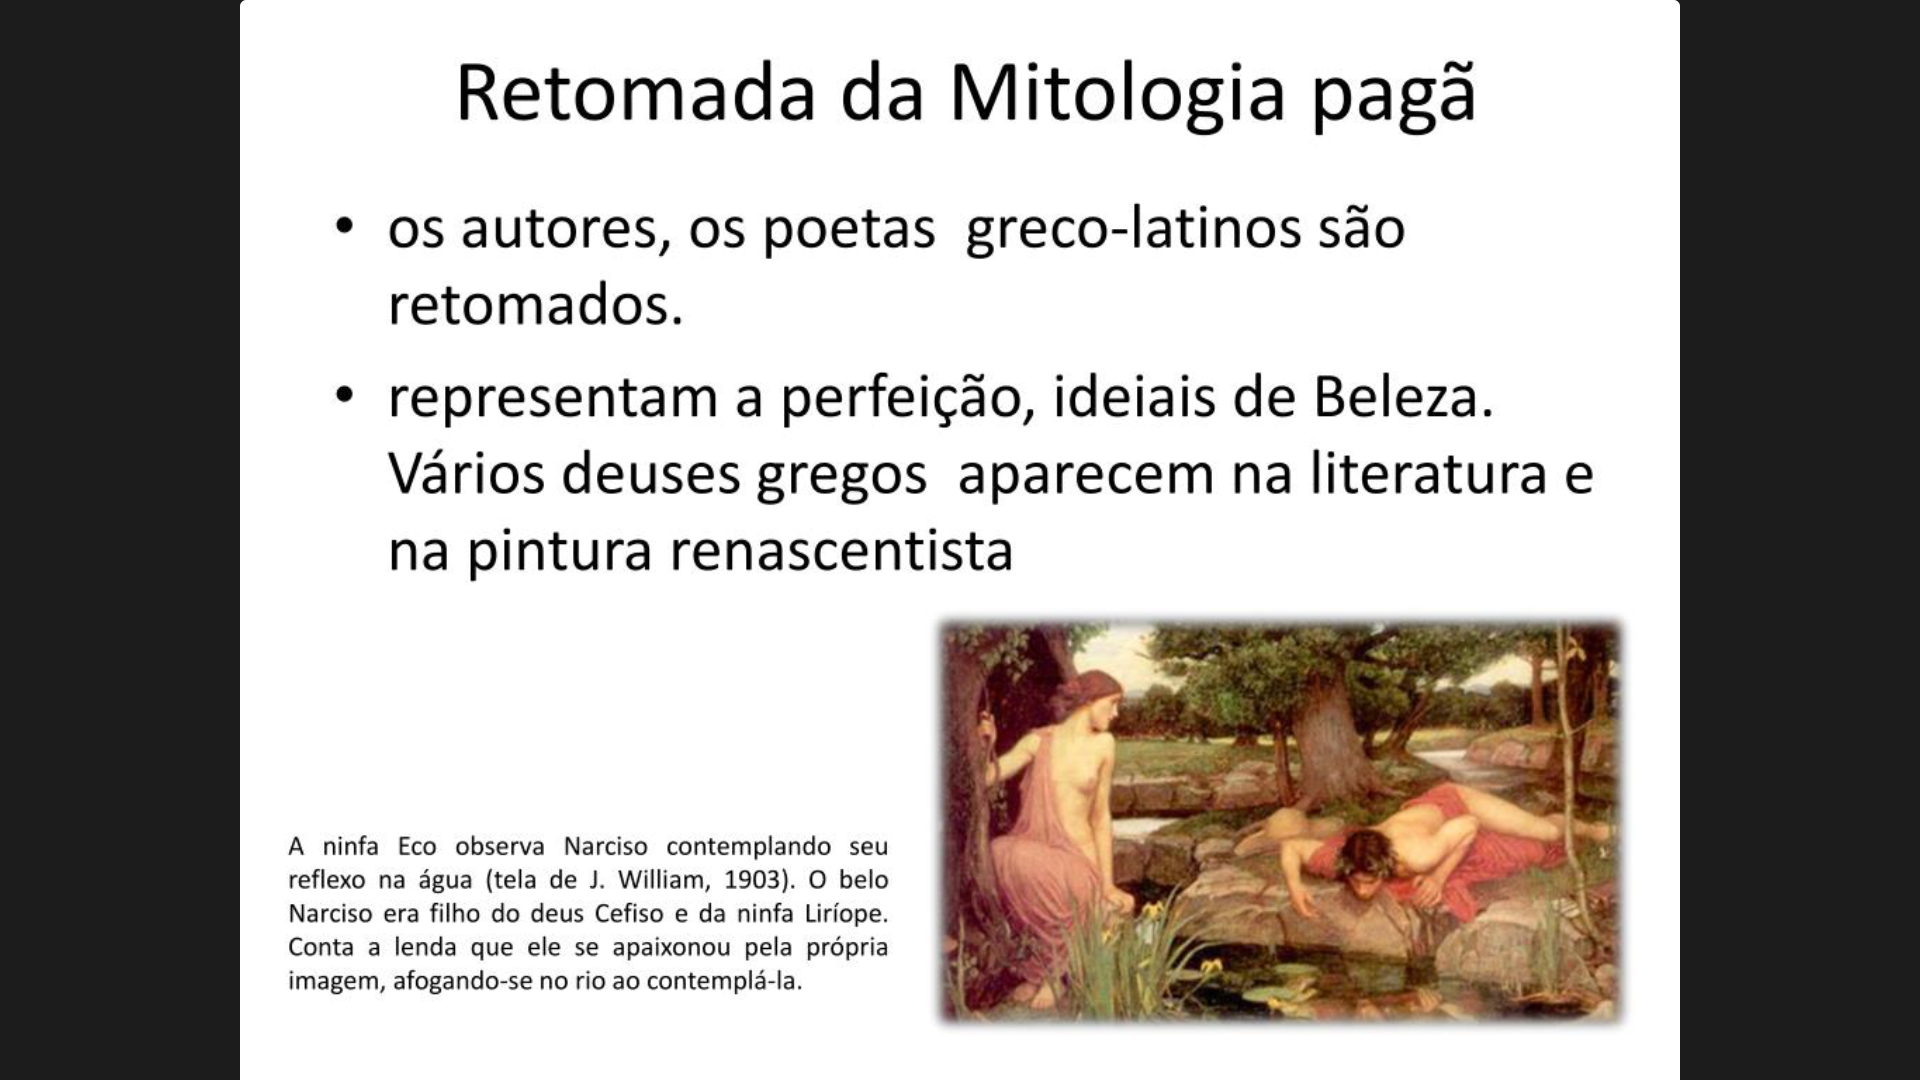 Retomada da Mitologia pagã
• os autores, os poetas  greco-latinos são
retomados.
• representam a perfeição, ideiais de Beleza.
Vários deuses gregos  aparecem na literatura e
na pintura renascentista
A ninfa Eco observa Narciso contemplando seu
reflexo na água (tela de J. William, 1903). O belo
Narciso era filho do deus Cefiso e da ninfa Liríope.
Conta a lenda que ele se apaixonou pela própria
imagem, afogando-se no rio ao contemplá-la.